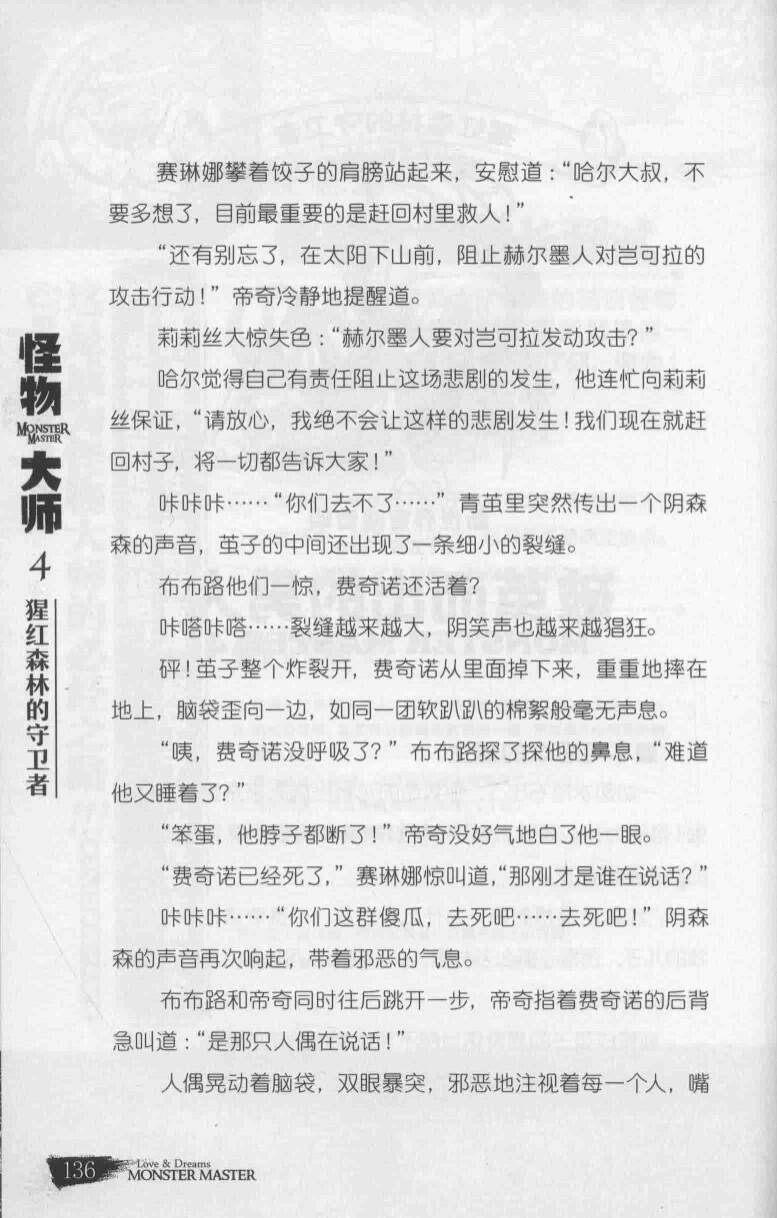 赛琳娜攀着饺子的肩膀站起来，安慰道：“哈尔大叔，不
要多想了，目前最重要的是赶回村里救人！”
“还有别忘了，在太阳下山前，阻止赫尔墨人对岂可拉的
攻击行动！”帝奇冷静地提醒道。
莉莉丝大惊失色：“赫尔墨人要对岂可拉发动攻击？”
哈尔觉得自己有责任阻止这场悲剧的发生，他连忙向莉莉
丝保证，“请放心，我绝不会让这样的悲剧发生！我们现在就赶
回村子，将一切都告诉大家！”
咔咔咔……“你们去不了……”青茧里突然传出一个阴森
森的声音，茧子的中间还出现了一条细小的裂缝。
布布路他们一惊，费奇诺还活着？
咔嗒咔嗒……裂缝越来越大，阴笑声也越来越猖狂。
砰！茧子整个炸裂开，费奇诺从里面掉下来，重重地摔在
地上，脑袋歪向一边，如同一团软趴趴的棉絮般毫无声息。
“咦，费奇诺没呼吸了？”布布路探了探他的鼻息，“难道
他又睡着了？”
“笨蛋，他脖子都断了！”帝奇没好气地白了他一眼。
“费奇诺已经死了，”赛琳娜惊叫道，“那刚才是谁在说话？”
咔咔咔……“你们这群傻瓜，去死吧……去死吧！”阴森
森的声音再次响起，带着邪恶的气息。
布布路和帝奇同时往后跳开一步，帝奇指着费奇诺的后背
急叫道：“是那只人偶在说话！”
人偶晃动着脑袋，双眼暴突，邪恶地注视着每一个人，嘴
怪物
MONSTER
MASTER
大师
4
猩红森林的守卫者
136
Love & Dreams
MONSTER MASTER